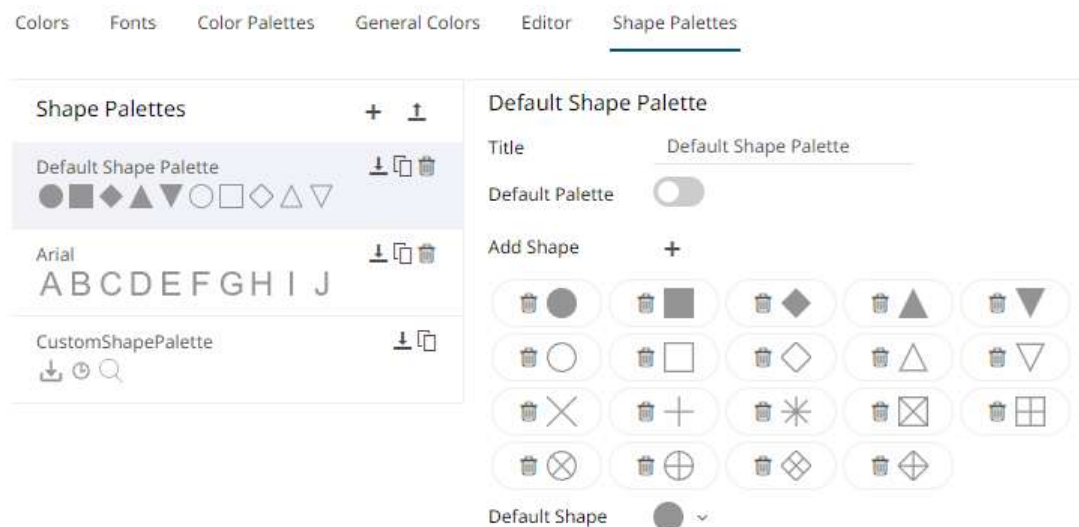 Colors Fonts Color Palettes General Colors Editor Shape Palettes
Shape Palettes
Default Shape Palette
Arial
A B C D E F G H I J
CustomShapePalette
Default Shape Palette
Title Default Shape Palette
Default Palette
Add Shape
Default Shape